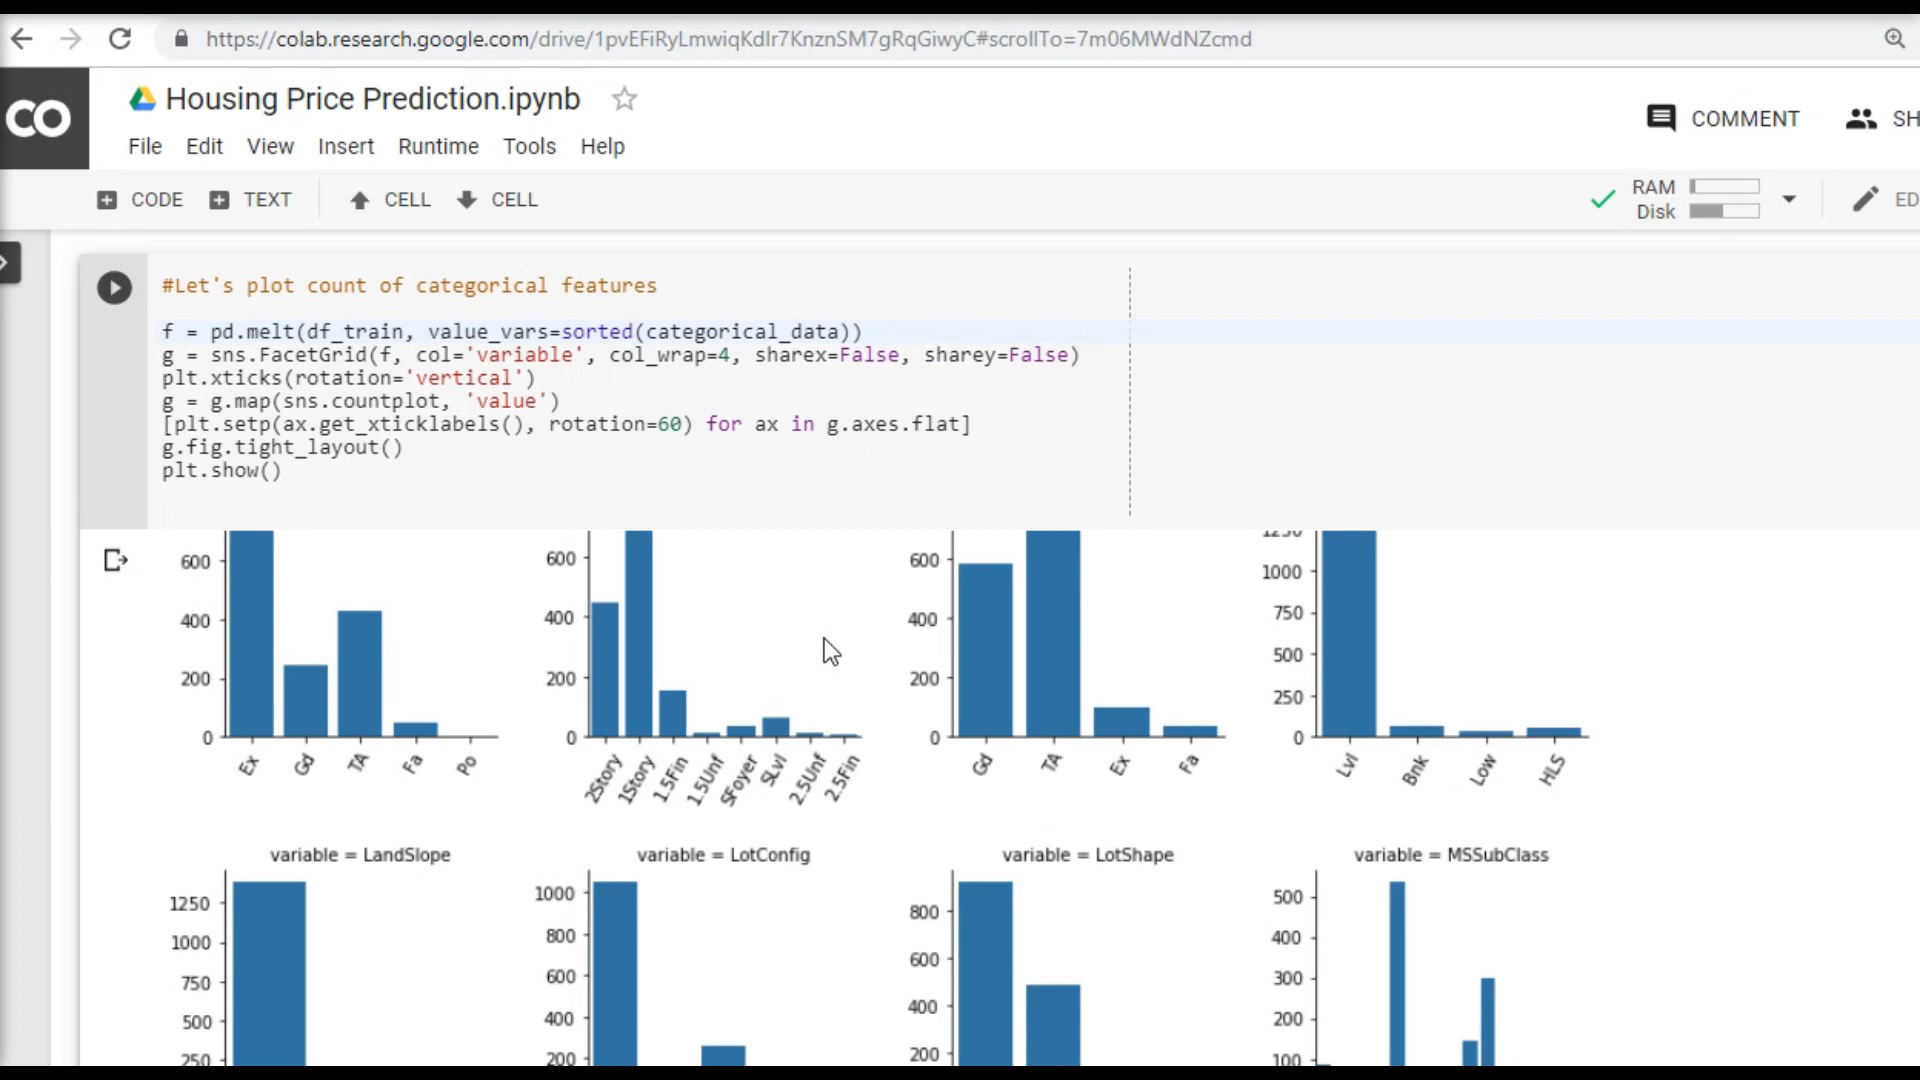 https://colab.research.google.com/drive/1pvEFiRyLmwiqKdIr7KnznSM7gRqGiwyC#scrollTo=7m06MWdNZcmd
CO
Housing Price Prediction.ipynb
COMMENT
SH
File Edit View Insert Runtime Tools Help
CODE TEXT CELL CELL
RAM
Disk
ED
#Let's plot count of categorical features
f = pd.melt(df_train, value_vars=sorted(categorical_data))
g = sns.FacetGrid(f, col='variable', col_wrap=4, sharex=False, sharey=False)
plt.xticks(rotation='vertical')
g = g.map(sns.countplot, 'value')
[plt.setp(ax.get_xticklabels(), rotation=60) for ax in g.axes.flat]
g.fig.tight_layout()
plt.show()
600
400
200
0
Ex Gd TA Fa Po
600
400
200
0
2Story 1Story 1.5Fin 1.5Unf SFoyer SLvl 2.5Unf 2.5Fin
600
400
200
0
Gd TA Ex Fa
1250
1000
750
500
250
0
Lvl Bnk Low HLS
variable = LandSlope
1250
1000
750
500
250
variable = LotConfig
1000
800
600
400
200
variable = LotShape
800
600
400
200
variable = MSSubClass
500
400
300
200
100